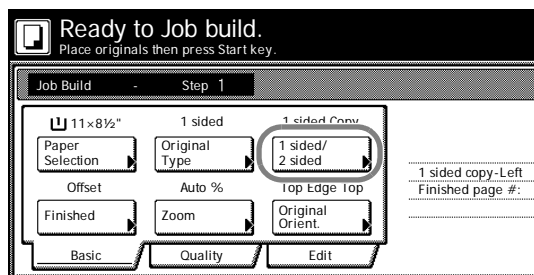 Ready to Job build.
Place originals then press Start key.
Job Build - Step 1
11×8½" 1 sided 1 sided Copy
Paper Selection
Original Type
1 sided/ 2 sided
1 sided copy-Left
Finished page #:
Offset Auto % Top Edge Top
Finished
Zoom
Original Orient.
Basic Quality Edit